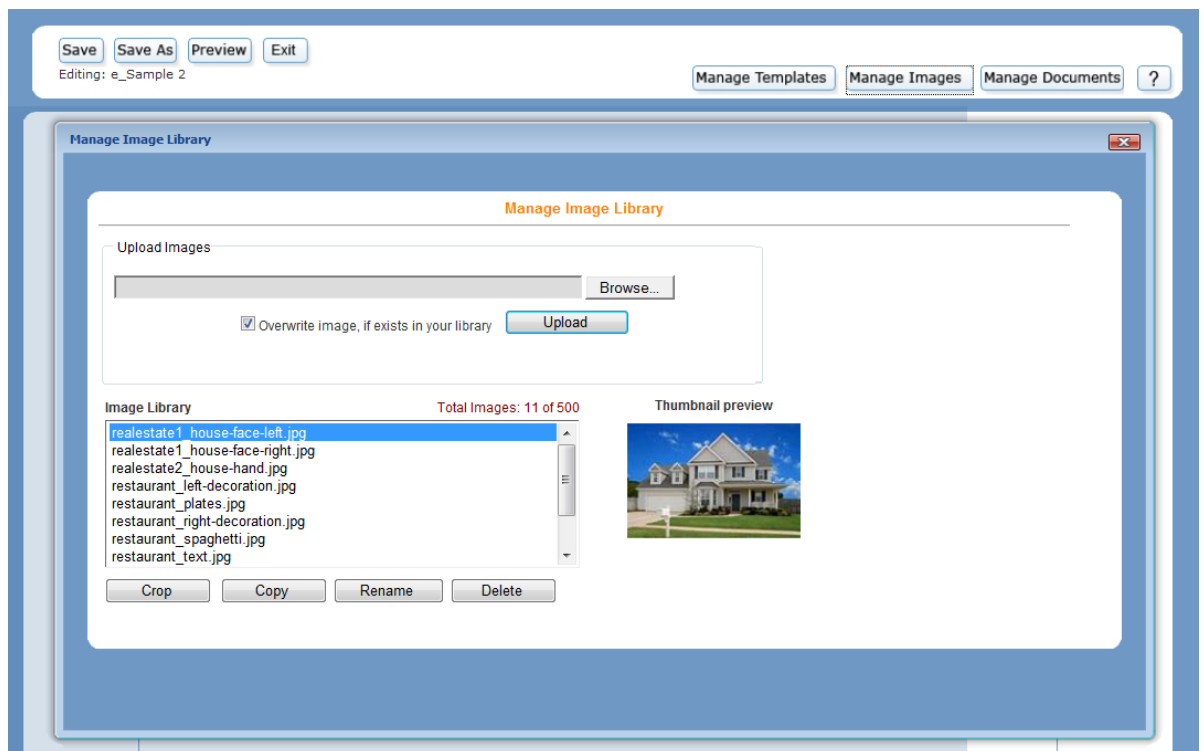 Save Save As Preview Exit
Editing: e_Sample 2
Manage Templates Manage Images Manage Documents ?
Manage Image Library
Manage Image Library
Upload Images
Browse...
Overwrite image, if exists in your library Upload
Image Library Total Images: 11 of 500 Thumbnail preview
realestate1_house-face-left.jpg
realestate1_house-face-right.jpg
realestate2_house-hand.jpg
restaurant_left-decoration.jpg
restaurant_plates.jpg
restaurant_right-decoration.jpg
restaurant_spaghetti.jpg
restaurant_text.jpg
Crop Copy Rename Delete